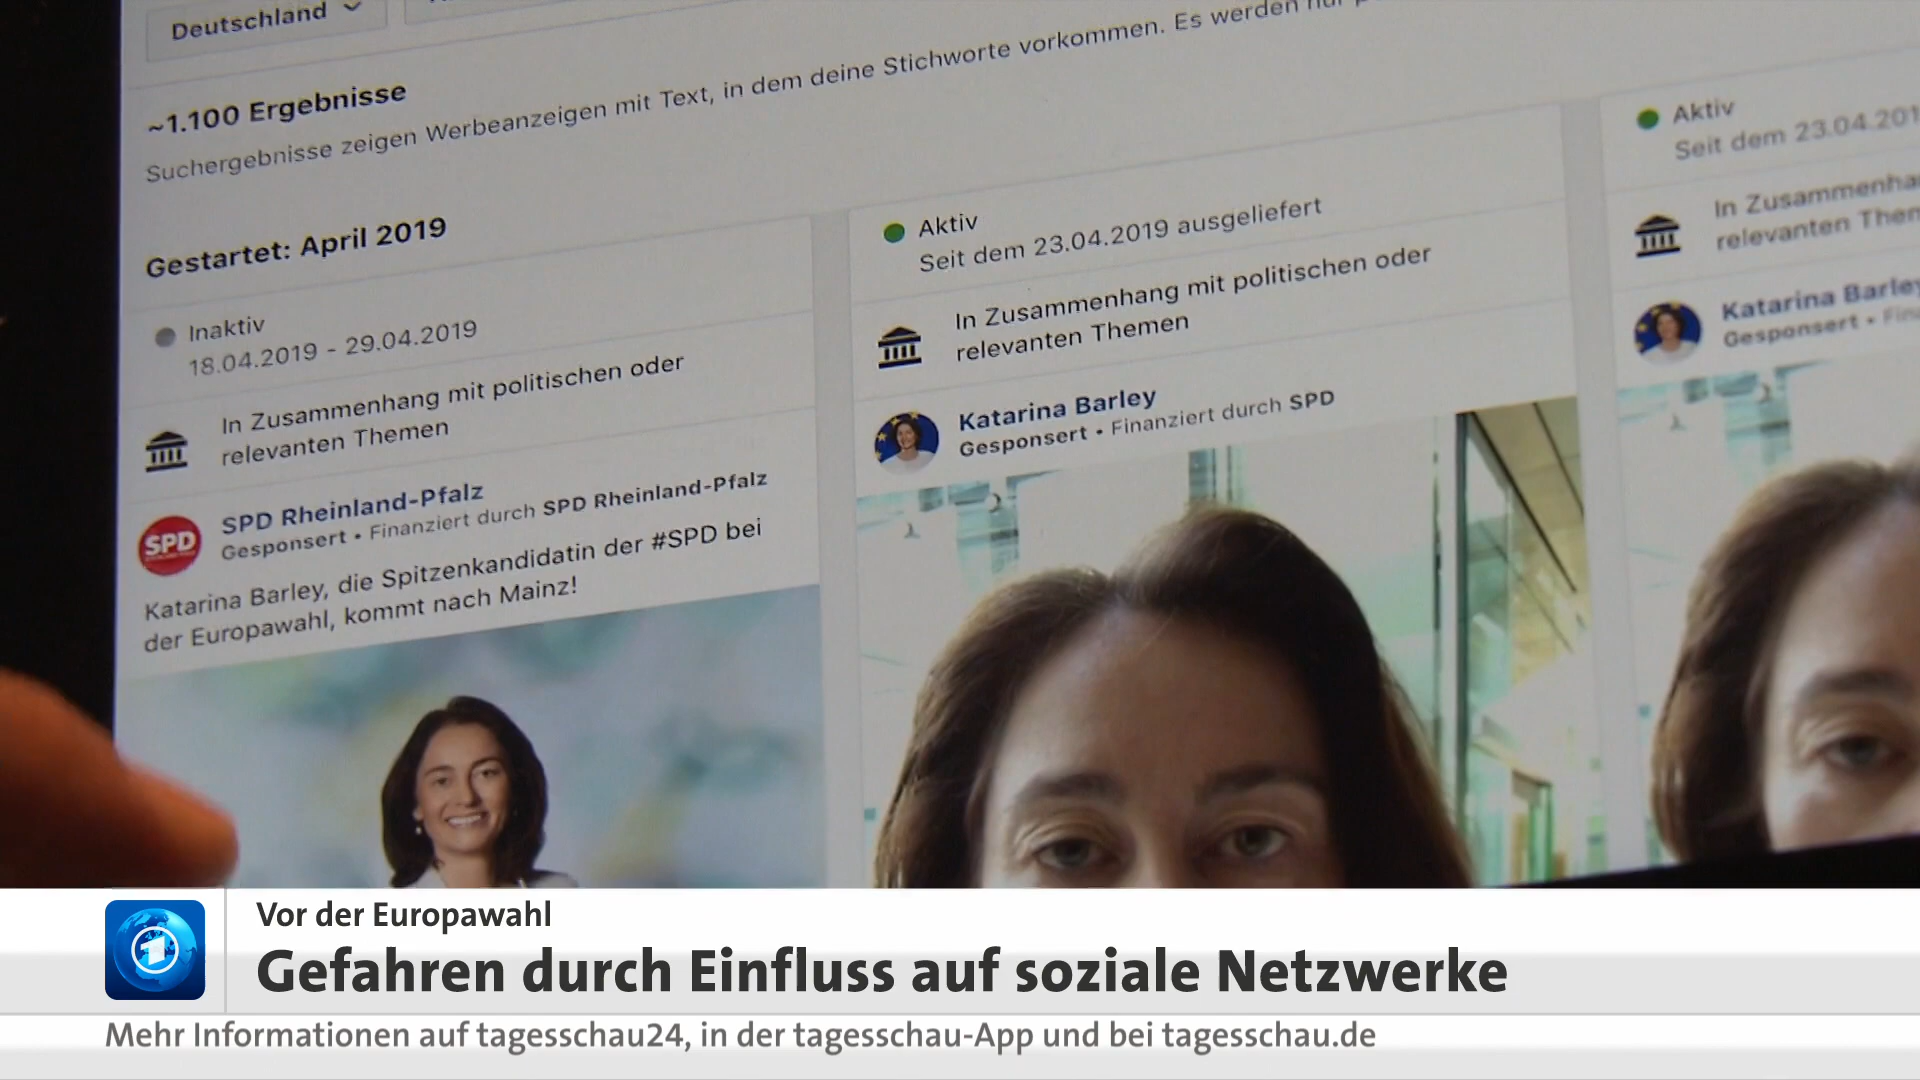 Deutschland
~1.100 Ergebnisse
Suchergebnisse zeigen Werbeanzeigen mit Text, in dem deine Stichworte vorkommen. Es werden nur
Gestartet: April 2019
Inaktiv
18.04.2019 - 29.04.2019
In Zusammenhang mit politischen oder
relevanten Themen
SPD
SPD Rheinland-Pfalz
Gesponsert • Finanziert durch SPD Rheinland-Pfalz
Katarina Barley, die Spitzenkandidatin der #SPD bei
der Europawahl, kommt nach Mainz!
Aktiv
Seit dem 23.04.2019 ausgeliefert
In Zusammenhang mit politischen oder
relevanten Themen
Katarina Barley
Gesponsert • Finanziert durch SPD
Aktiv
Seit dem 23.04.201
In Zusammenha
relevanten Them
Katarina Barley
Gesponsert • Fin
1
Vor der Europawahl
Gefahren durch Einfluss auf soziale Netzwerke
Mehr Informationen auf tagesschau24, in der tagesschau-App und bei tagesschau.de